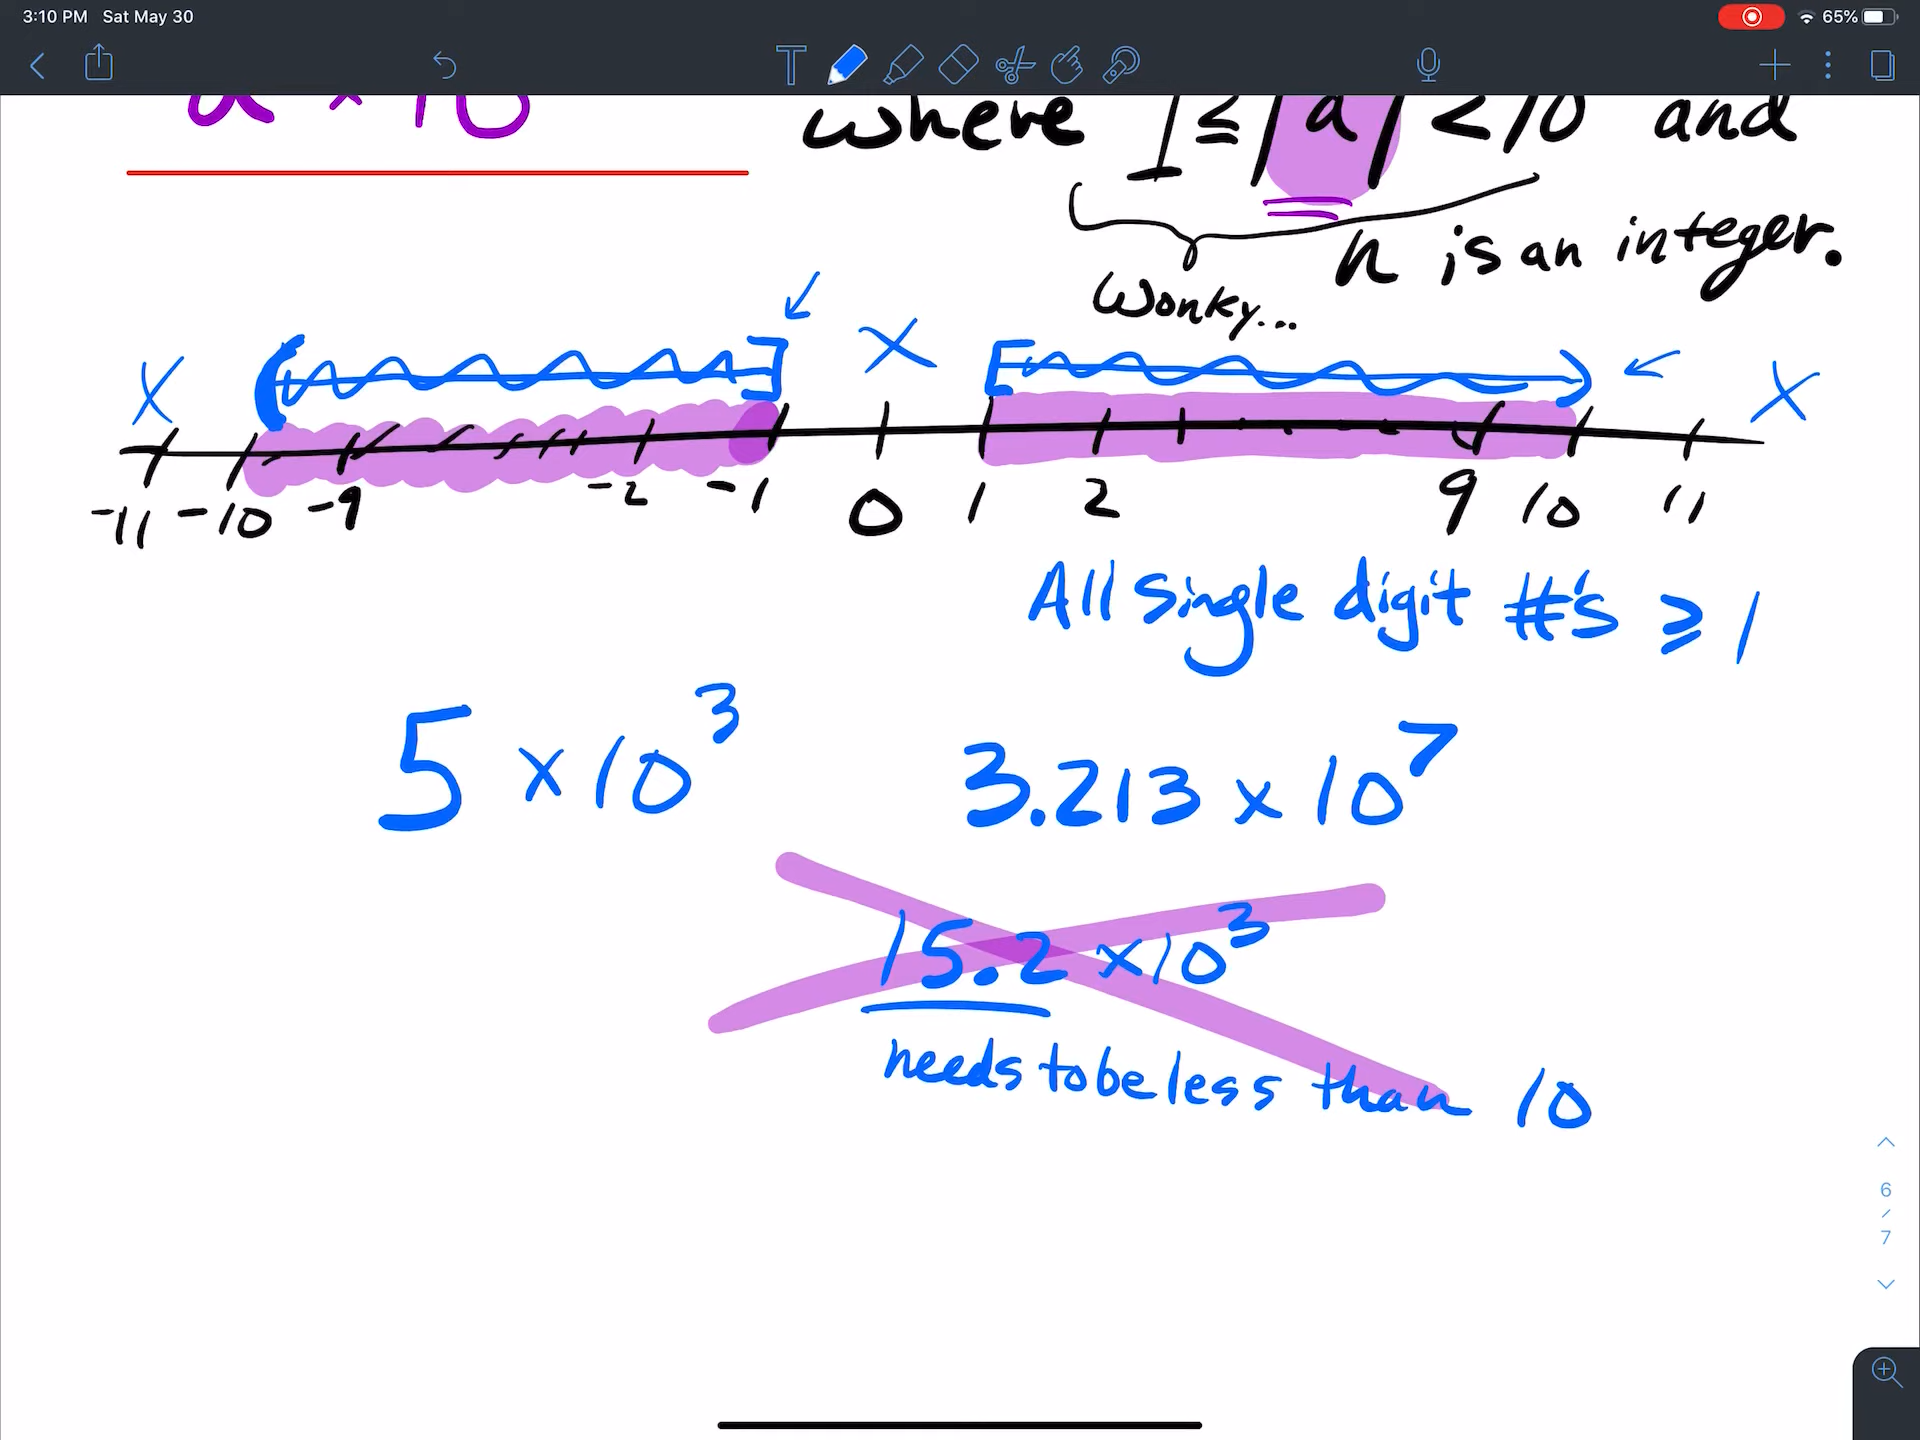 3:10 PM Sat May 30
65%
a × 10
where 1 ≤ |a| < 10 and
n is an integer.
Wonky...
X X X
-11 -10 -9 -2 -1 0 1 2 9 10 11
All single digit #'s ≥ 1
5 × 10³
3.213 × 10⁷
15.2 × 10³
needs to be less than 10
6
/
7